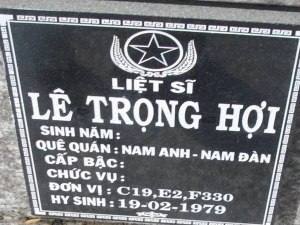 LIỆT SĨ
LÊ TRỌNG HỢI
SINH NĂM :
QUÊ QUÁN : NAM ANH - NAM ĐÀN
CẤP BẬC :
CHỨC VỤ :
ĐƠN VỊ : C19,E2,F330
HY SINH : 19-02-1979